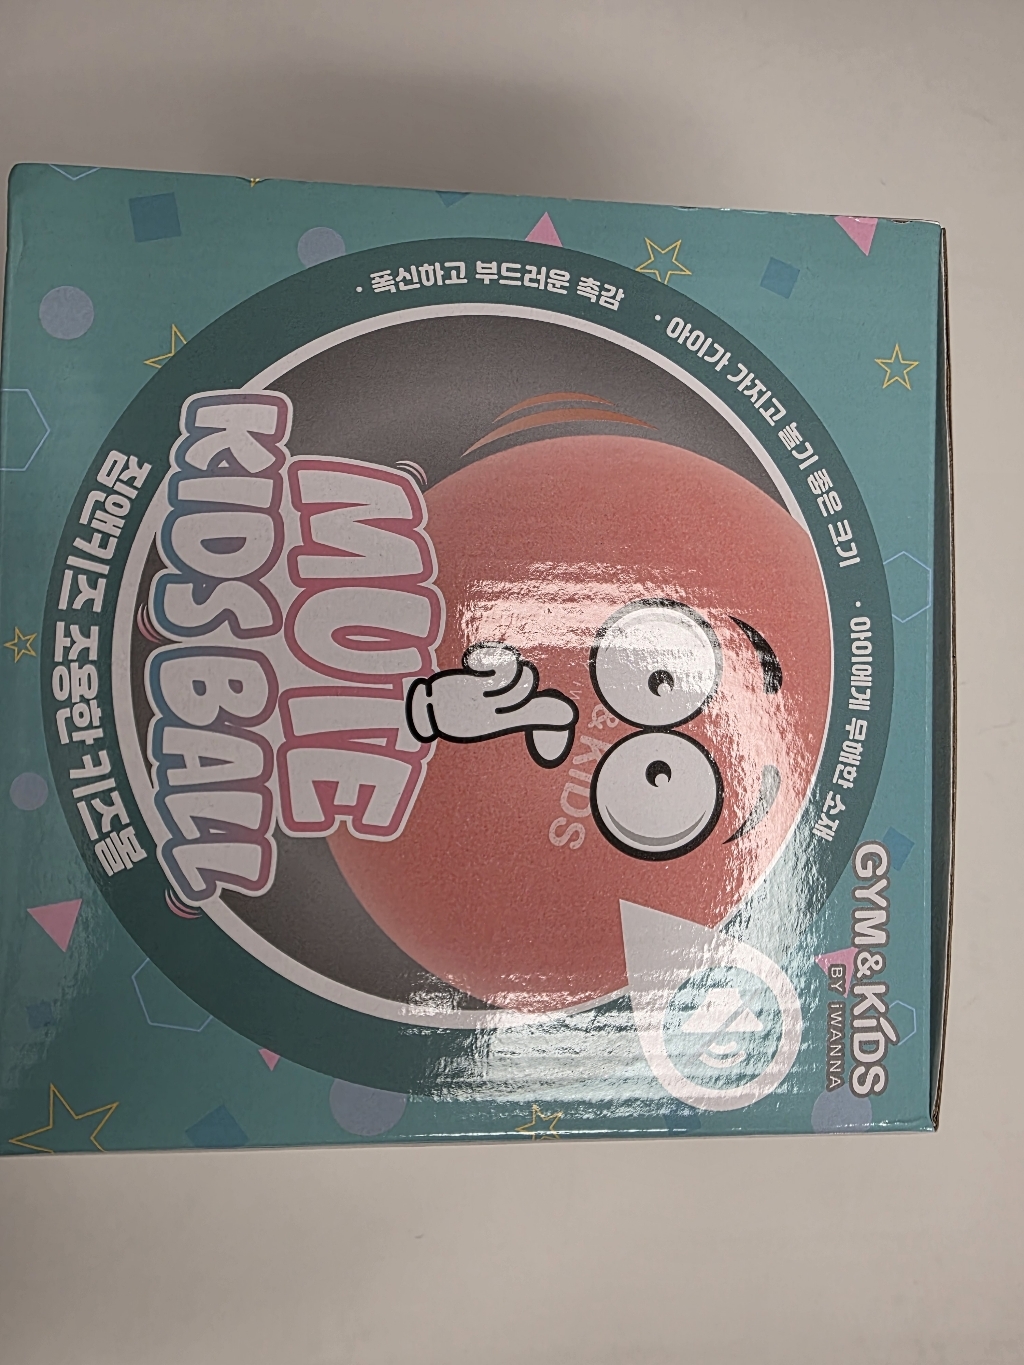 GYM&KIDS
BY iWANNA
· 폭신하고 부드러운 촉감
· 아이가 가지고 놀기 좋은 크기
· 아이에게 무해한 소재
&KIDS
MUTE
KIDS BALL
짐앤키즈 조용한 키즈볼